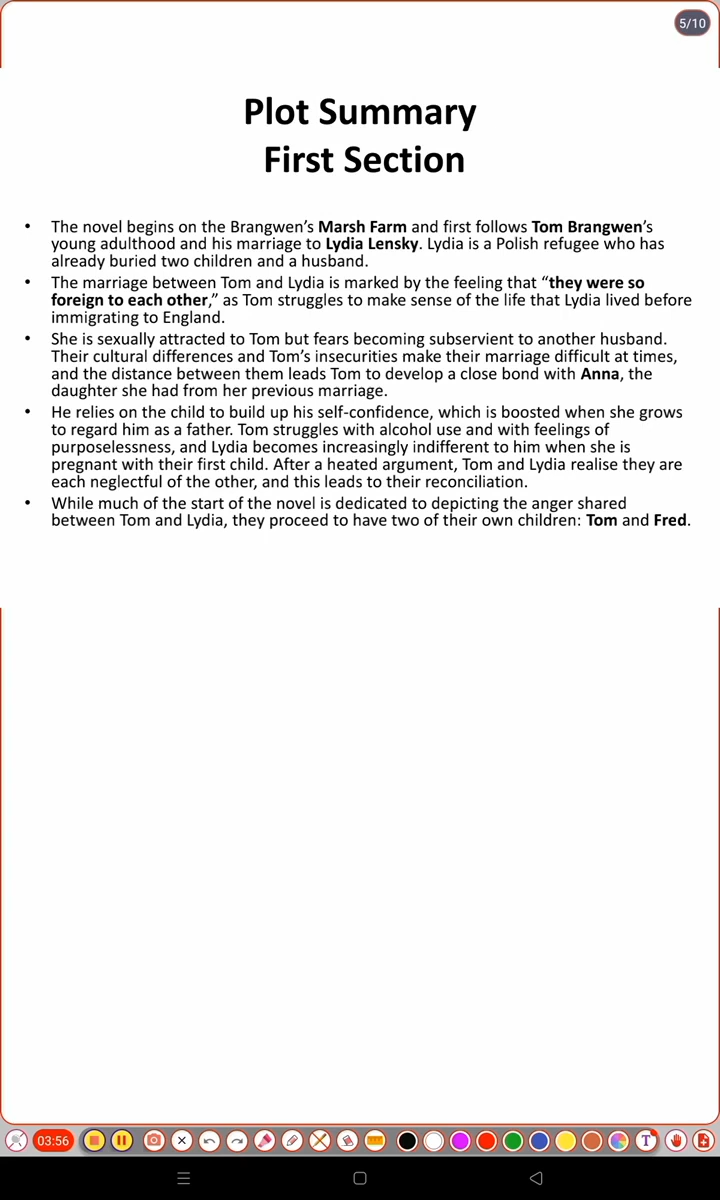 5/10
Plot Summary
First Section
• The novel begins on the Brangwen’s Marsh Farm and first follows Tom Brangwen’s
young adulthood and his marriage to Lydia Lensky. Lydia is a Polish refugee who has
already buried two children and a husband.
• The marriage between Tom and Lydia is marked by the feeling that “they were so
foreign to each other,” as Tom struggles to make sense of the life that Lydia lived before
immigrating to England.
• She is sexually attracted to Tom but fears becoming subservient to another husband.
Their cultural differences and Tom’s insecurities make their marriage difficult at times,
and the distance between them leads Tom to develop a close bond with Anna, the
daughter she had from her previous marriage.
• He relies on the child to build up his self-confidence, which is boosted when she grows
to regard him as a father. Tom struggles with alcohol use and with feelings of
purposelessness, and Lydia becomes increasingly indifferent to him when she is
pregnant with their first child. After a heated argument, Tom and Lydia realise they are
each neglectful of the other, and this leads to their reconciliation.
• While much of the start of the novel is dedicated to depicting the anger shared
between Tom and Lydia, they proceed to have two of their own children: Tom and Fred.
03:56
T